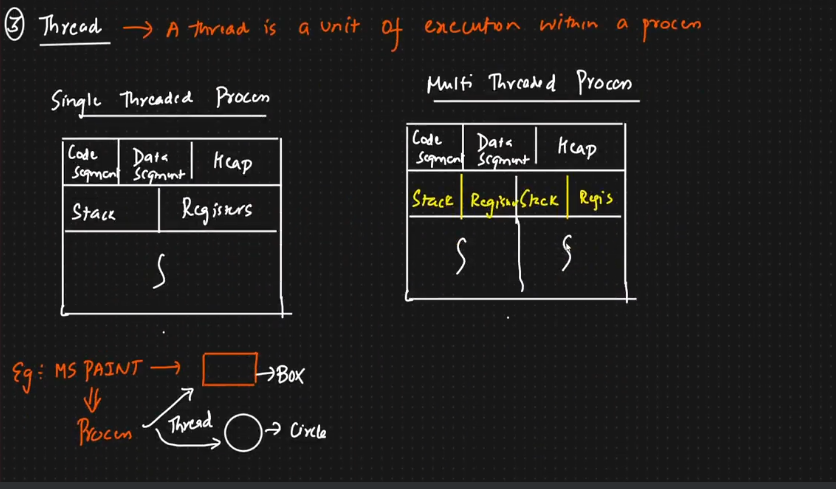 3 Thread → A thread is a unit of execution within a process
Single Threaded Process
Multi Threaded Process
Code Segment Data Segment Heap
Stack Registers
Code Segment Data Segment Heap
Stack Register Stack Regis
Eg: MS PAINT → → Box
Process Thread → Circle